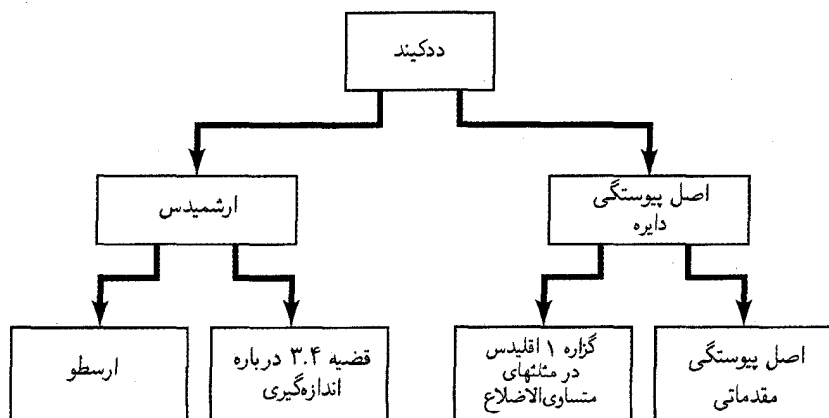 ددکیند
اصل پیوستگی
دایره
ارشمیدس
اصل پیوستگی
مقدماتی
گزاره ۱ اقلیدس
در مثلثهای
متساوی‌الاضلاع
قضیه ۳.۴ درباره
اندازه‌گیری
ارسطو